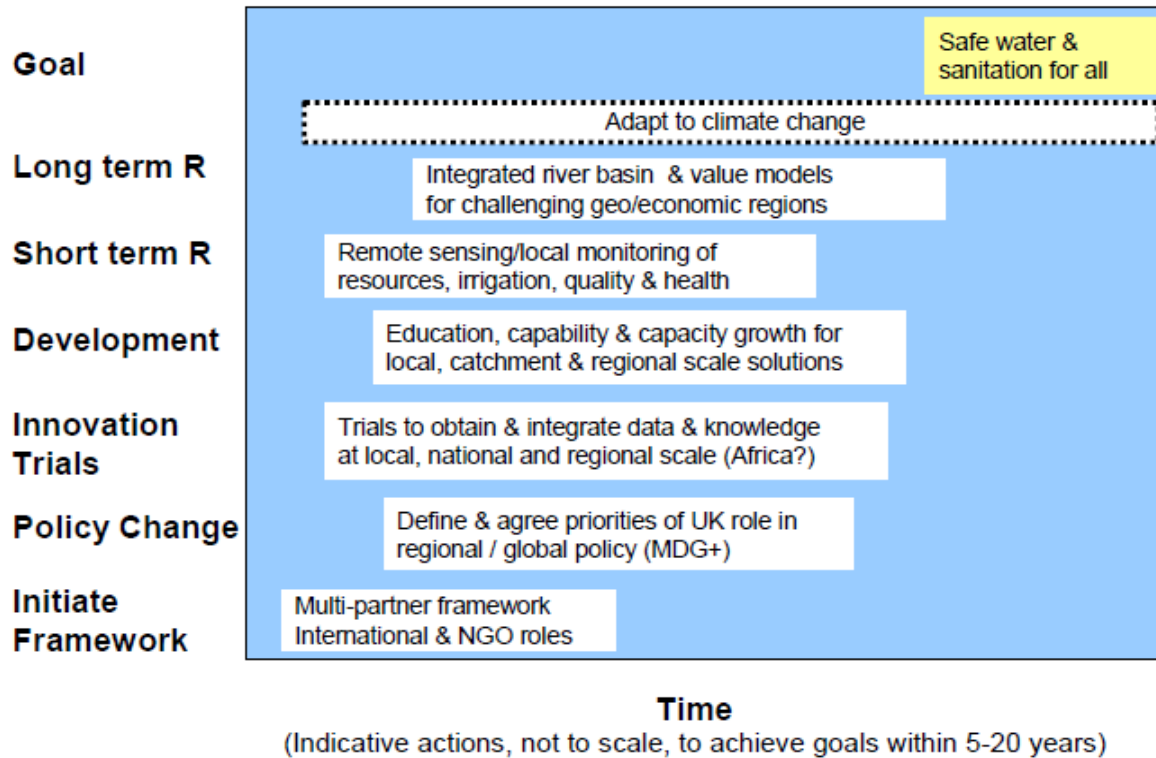 Goal
Safe water &
sanitation for all
Adapt to climate change
Long term R
Integrated river basin & value models
for challenging geo/economic regions
Short term R
Remote sensing/local monitoring of
resources, irrigation, quality & health
Development
Education, capability & capacity growth for
local, catchment & regional scale solutions
Innovation
Trials
Trials to obtain & integrate data & knowledge
at local, national and regional scale (Africa?)
Policy Change
Define & agree priorities of UK role in
regional / global policy (MDG+)
Initiate
Framework
Multi-partner framework
International & NGO roles
Time
(Indicative actions, not to scale, to achieve goals within 5-20 years)